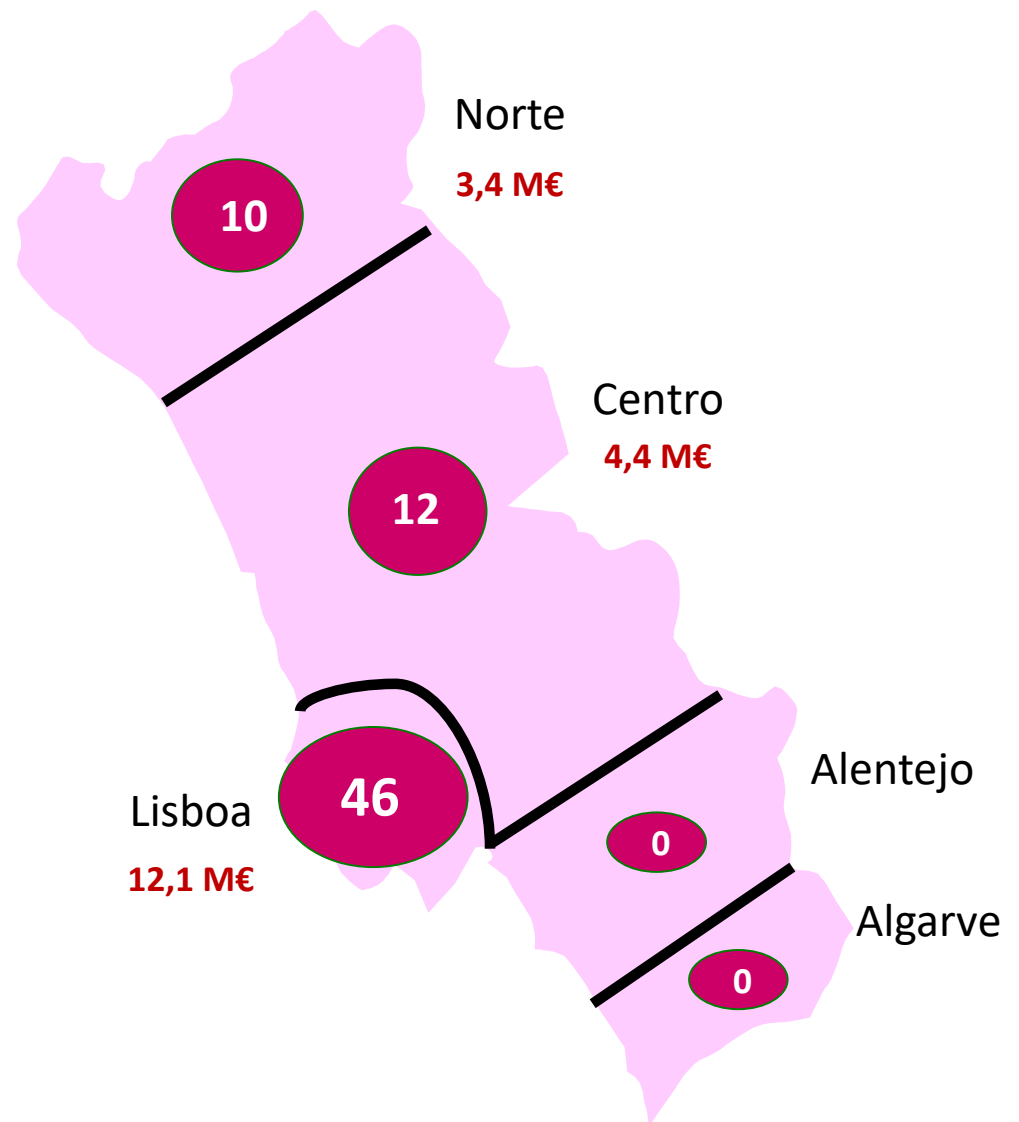 Norte
3,4 M€
10
Centro
4,4 M€
12
Lisboa
12,1 M€
46
Alentejo
0
Algarve
0